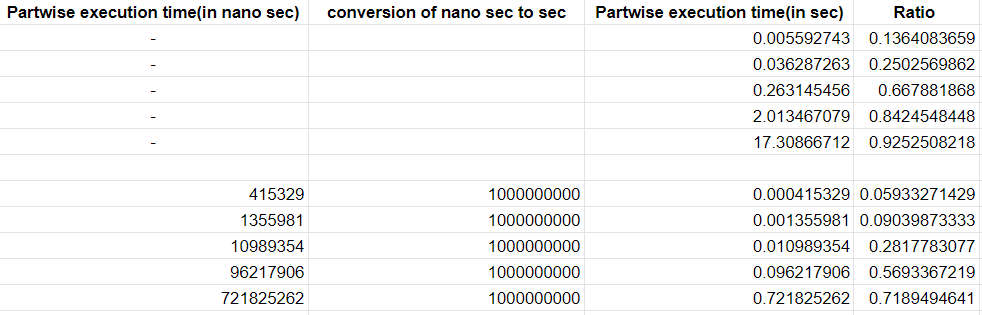 Partwise execution time(in nano sec) conversion of nano sec to sec Partwise execution time(in sec) Ratio
- 0.005592743 0.1364083659
- 0.036287263 0.2502569862
- 0.263145456 0.667881868
- 2.013467079 0.8424548448
- 17.30866712 0.9252508218
415329 1000000000 0.000415329 0.05933271429
1355981 1000000000 0.001355981 0.09039873333
10989354 1000000000 0.010989354 0.2817783077
96217906 1000000000 0.096217906 0.5693367219
721825262 1000000000 0.721825262 0.7189494641